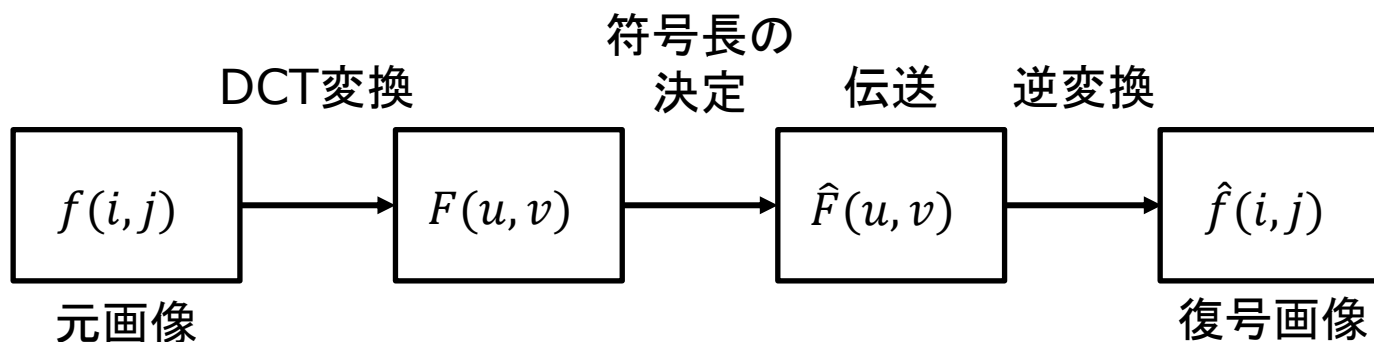 DCT変換
符号長の
決定
伝送
逆変換
f(i,j)
F(u,v)
F̂(u,v)
f̂(i,j)
元画像
復号画像